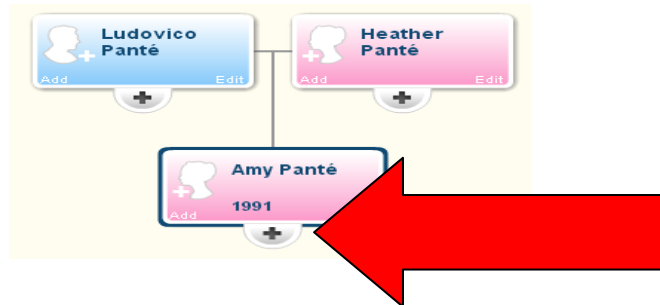 Ludovico
Panté
Add Edit
Heather
Panté
Add Edit
Amy Panté
1991
Add